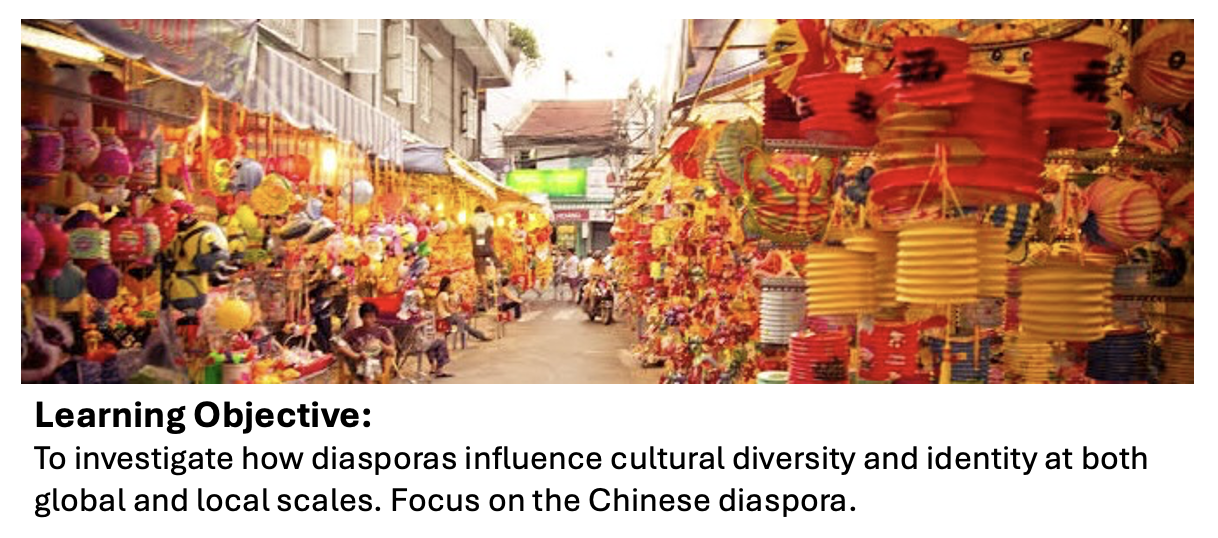 Learning Objective:
To investigate how diasporas influence cultural diversity and identity at both
global and local scales. Focus on the Chinese diaspora.